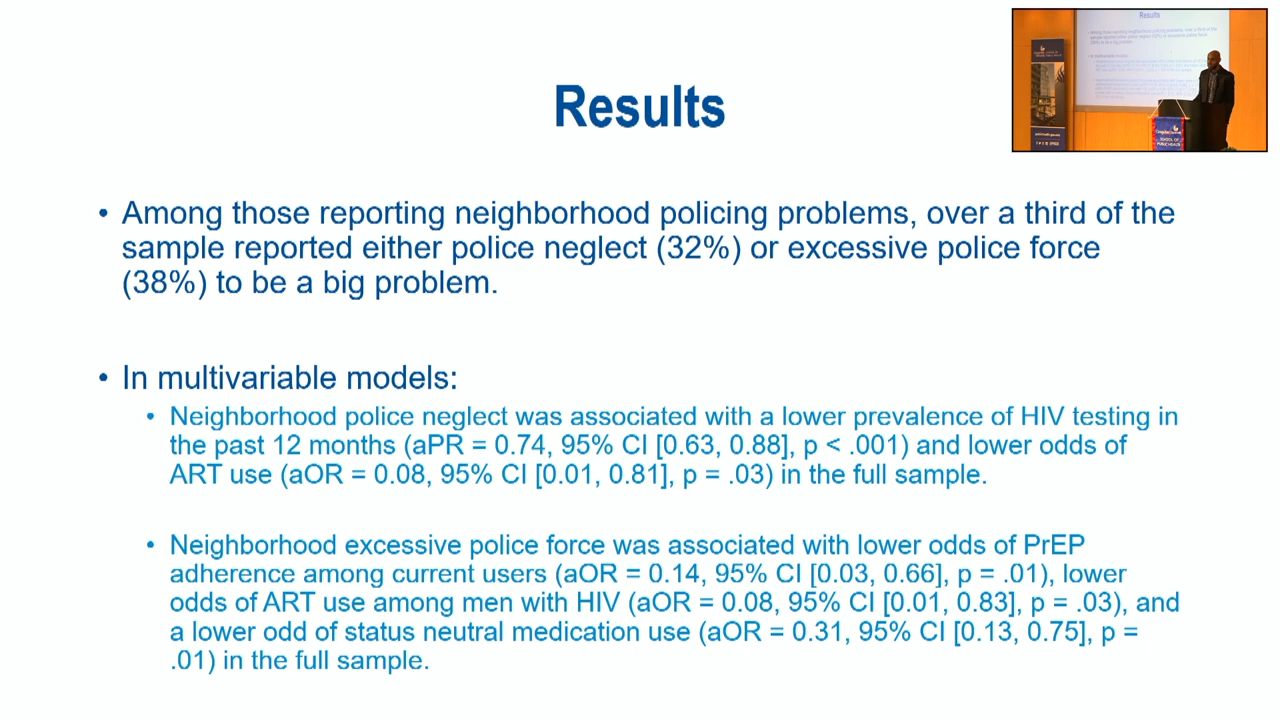 Results
• Among those reporting neighborhood policing problems, over a third of the
sample reported either police neglect (32%) or excessive police force
(38%) to be a big problem.
• In multivariable models:
• Neighborhood police neglect was associated with a lower prevalence of HIV testing in
the past 12 months (aPR = 0.74, 95% CI [0.63, 0.88], p < .001) and lower odds of
ART use (aOR = 0.08, 95% CI [0.01, 0.81], p = .03) in the full sample.
• Neighborhood excessive police force was associated with lower odds of PrEP
adherence among current users (aOR = 0.14, 95% CI [0.03, 0.66], p = .01), lower
odds of ART use among men with HIV (aOR = 0.08, 95% CI [0.01, 0.83], p = .03), and
a lower odd of status neutral medication use (aOR = 0.31, 95% CI [0.13, 0.75], p =
.01) in the full sample.
Results
SCHOOL OF
PUBLIC HEALTH